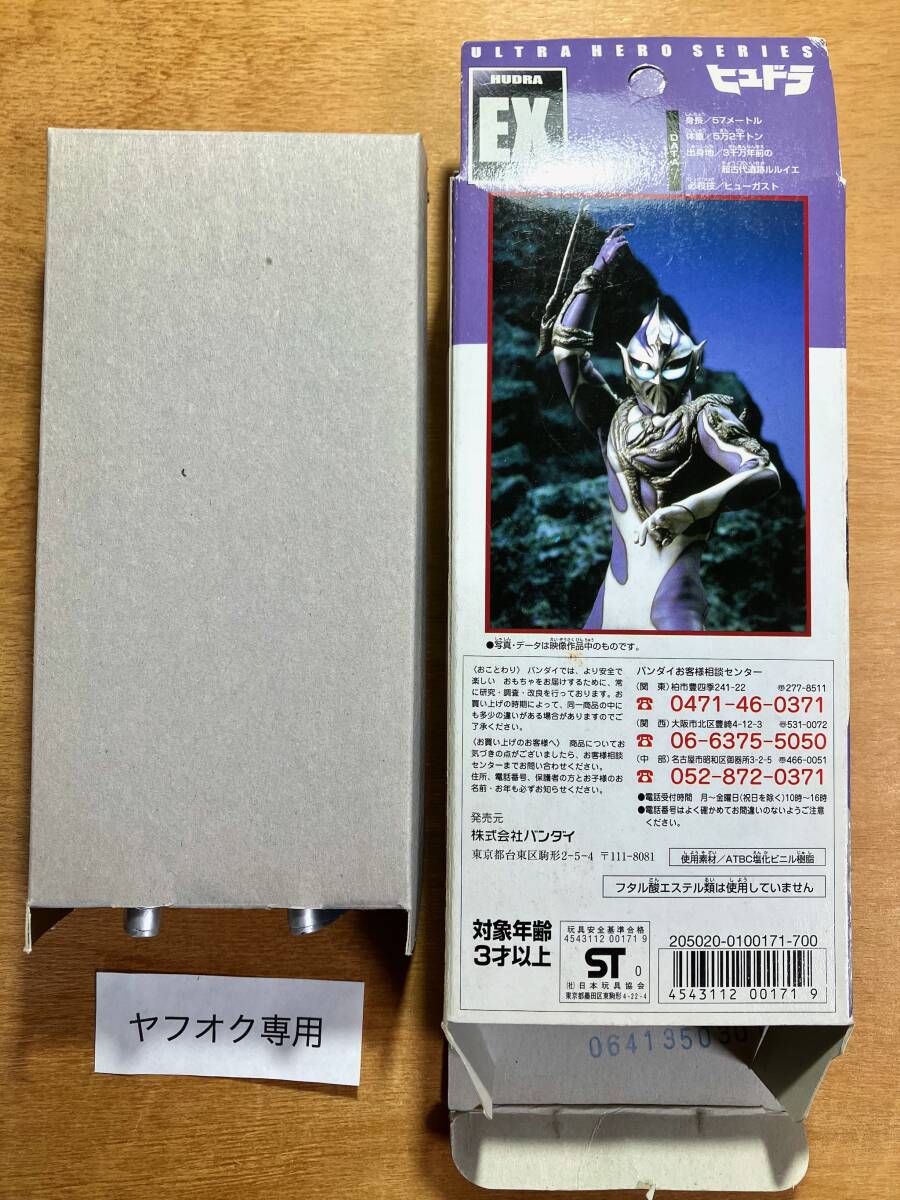 ULTRA HERO SERIES
HUDRA
EX
ヒュドラ
DATA
身長/57メートル
体重/5万2千トン
出身地/3千万年前の
超古代遺跡ルルイエ
必殺技/ヒューガスト
●写真・データは映像作品中のものです。
〈おことわり〉バンダイでは、より安全で
楽しい おもちゃをお届けするために、常
に研究・調査・改良を行っております。お
買い上げの時期によって、同一商品の中に
も多少の違いがある場合がありますのでご
了承ください。
〈お買い上げのお客様へ〉 商品についてお
気づきの点がございましたら、お客様相談
センターまでお問い合わせください。
住所、電話番号、保護者の方とお子様のお
名前・お年も必ずお知らせください。
発売元
株式会社バンダイ
東京都台東区駒形2-5-4 〒111-8081
バンダイお客様相談センター
(関 東)柏市豊四季241-22 〒277-8511
☎ 0471-46-0371
(関 西)大阪市北区豊崎4-12-3 〒531-0072
☎ 06-6375-5050
(中 部)名古屋市昭和区御器所3-2-5 〒466-0051
☎ 052-872-0371
●電話受付時間 月〜金曜日(祝日を除く)10時〜16時
●電話番号はよく確かめてお間違いのないようご注意
ください。
使用素材/ATBC塩化ビニル樹脂
フタル酸エステル類は使用していません
対象年齢
3才以上
玩具安全基準合格
4543112 00171 9
ST 0
(社)日本玩具協会
東京都墨田区東駒形4-22-4
205020-0100171-700
4543112 001719
064135030
ヤフオク専用